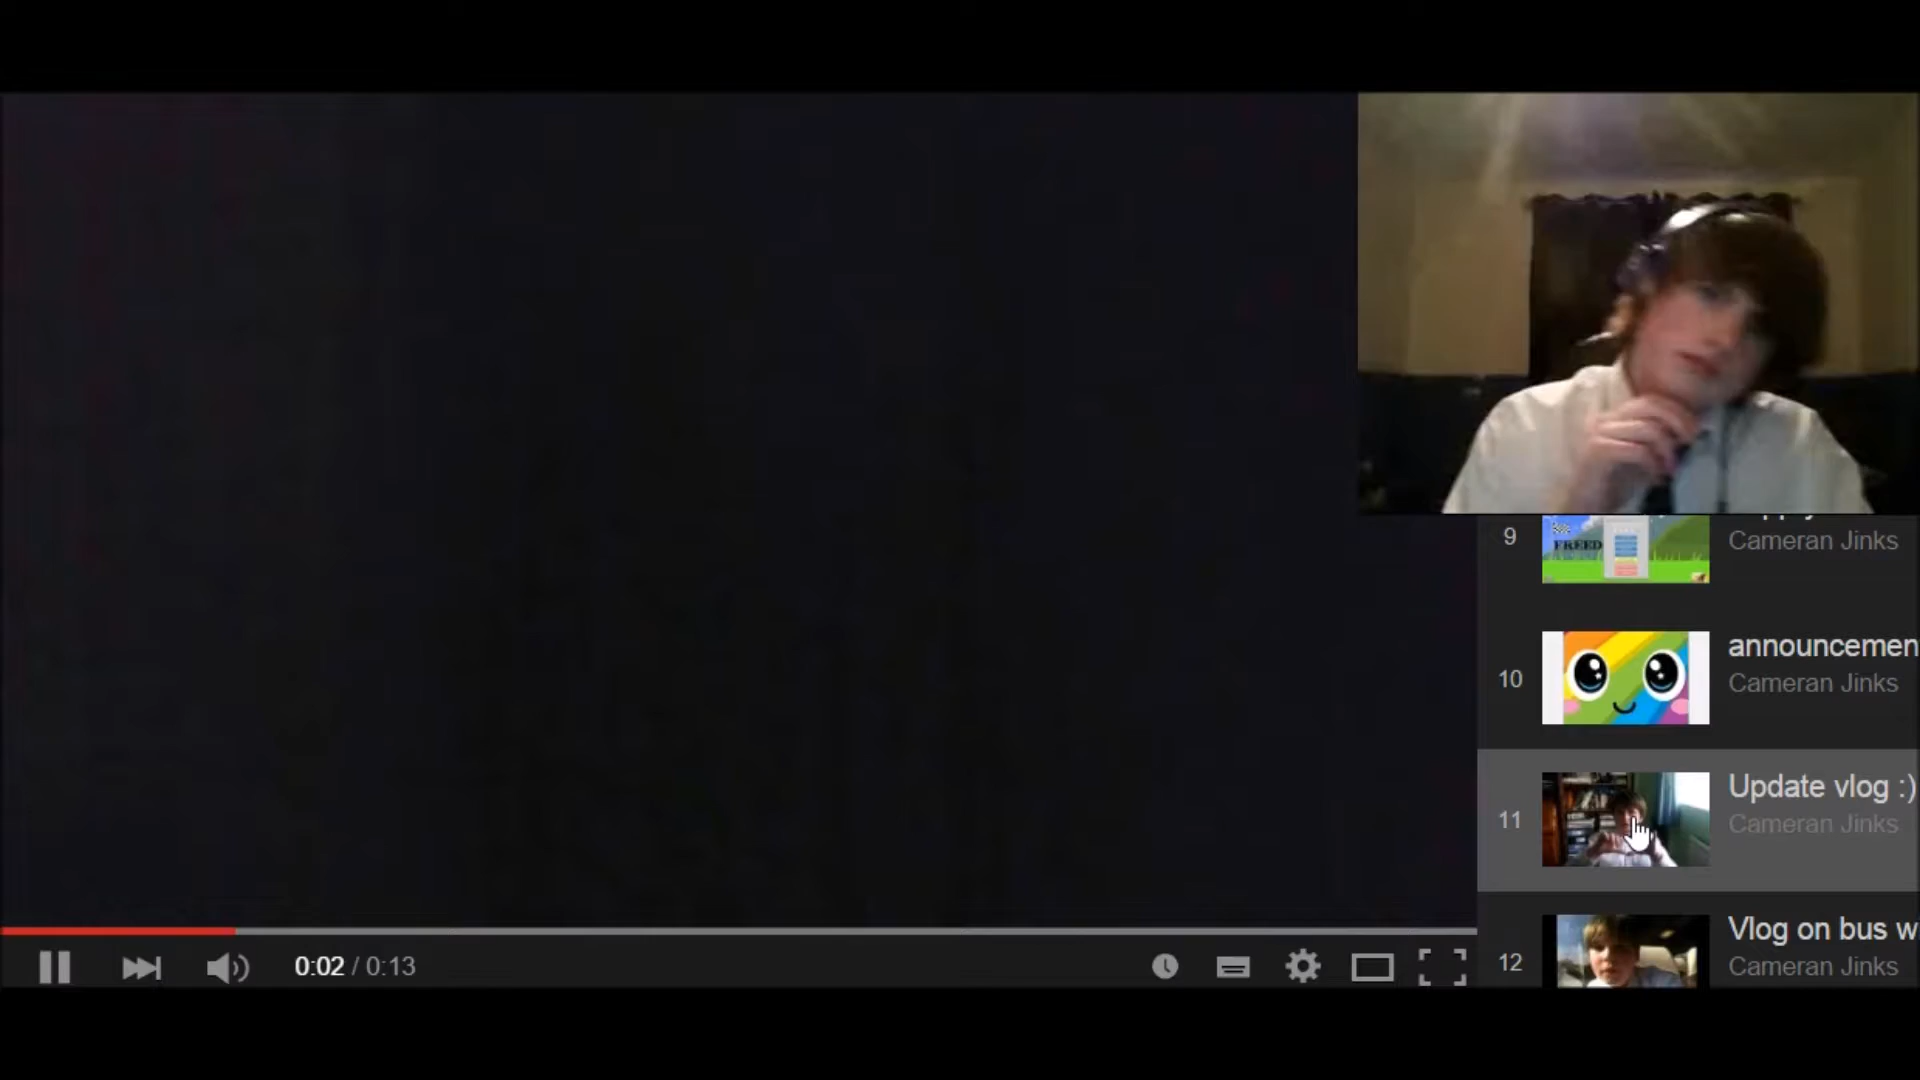 9
FREED
Cameran Jinks
10
announcemen
Cameran Jinks
11
Update vlog :)
Cameran Jinks
12
Vlog on bus w
Cameran Jinks
0:02 / 0:13